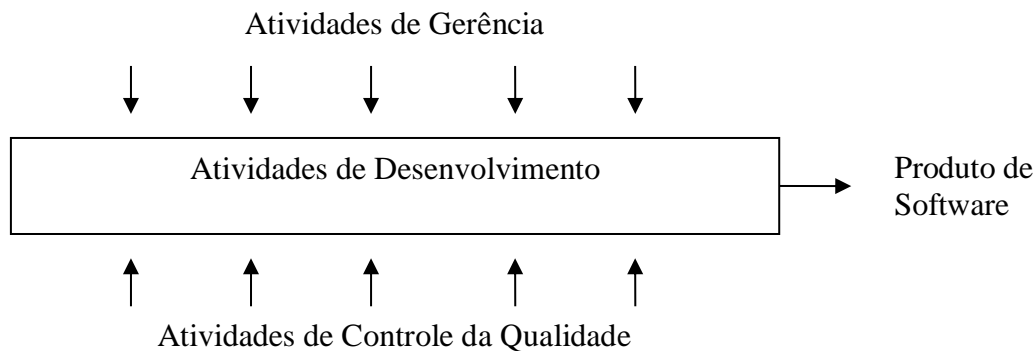 Atividades de Gerência
Atividades de Desenvolvimento
Produto de
Software
Atividades de Controle da Qualidade